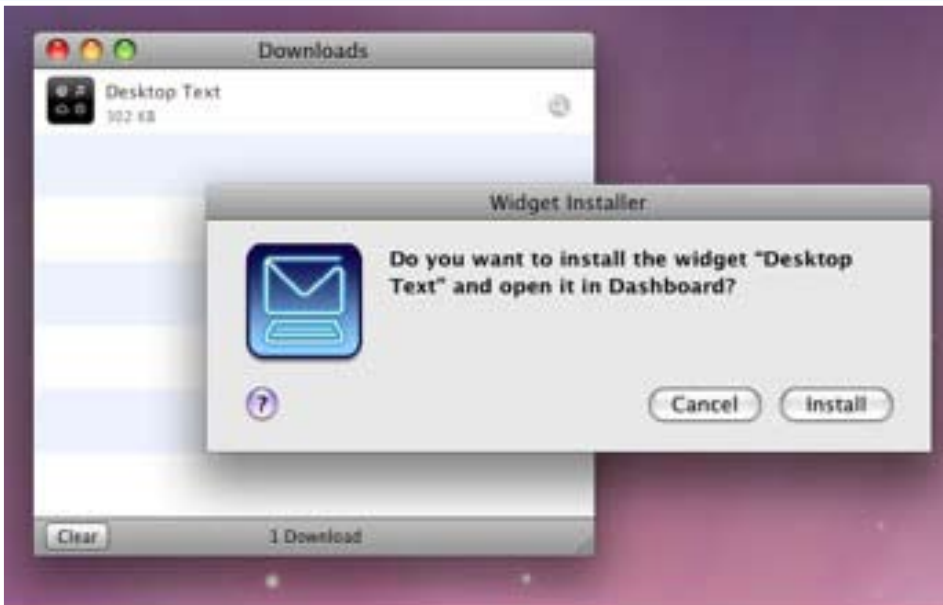 Downloads
Desktop Text
302 KB
Widget Installer
Do you want to install the widget "Desktop
Text" and open it in Dashboard?
?
Cancel
Install
Clear
1 Download